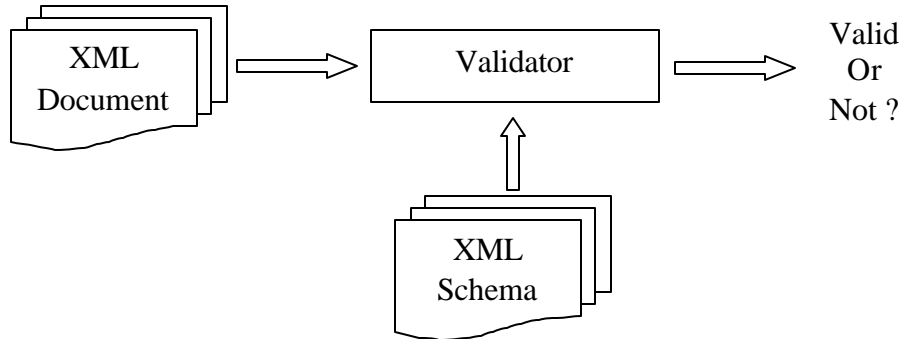 XML
Document
Validator
Valid
Or
Not ?
XML
Schema